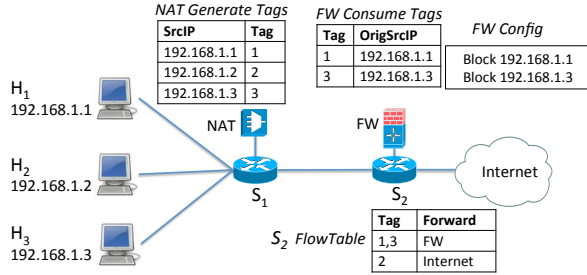 NAT Generate Tags
SrcIP Tag
192.168.1.1 1
192.168.1.2 2
192.168.1.3 3
FW Consume Tags
Tag OrigSrcIP
1 192.168.1.1
3 192.168.1.3
FW Config
Block 192.168.1.1
Block 192.168.1.3
H1
192.168.1.1
H2
192.168.1.2
H3
192.168.1.3
NAT
S1
FW
S2
Internet
S2 FlowTable
Tag Forward
1,3 FW
2 Internet